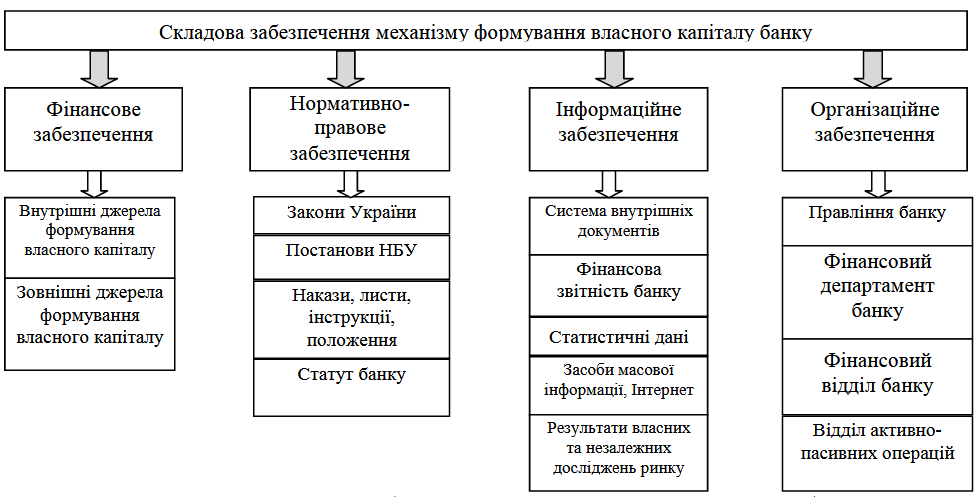 Складова забезпечення механізму формування власного капіталу банку
Фінансове
забезпечення
Нормативно-
правове
забезпечення
Інформаційне
забезпечення
Організаційне
забезпечення
Внутрішні джерела
формування
власного капіталу
Зовнішні джерела
формування
власного капіталу
Закони України
Постанови НБУ
Накази, листи,
інструкції,
положення
Статут банку
Система внутрішніх
документів
Фінансова
звітність банку
Статистичні дані
Засоби масової
інформації, Інтернет
Результати власних
та незалежних
досліджень ринку
Правління банку
Фінансовий
департамент
банку
Фінансовий
відділ банку
Відділ активно-
пасивних операцій